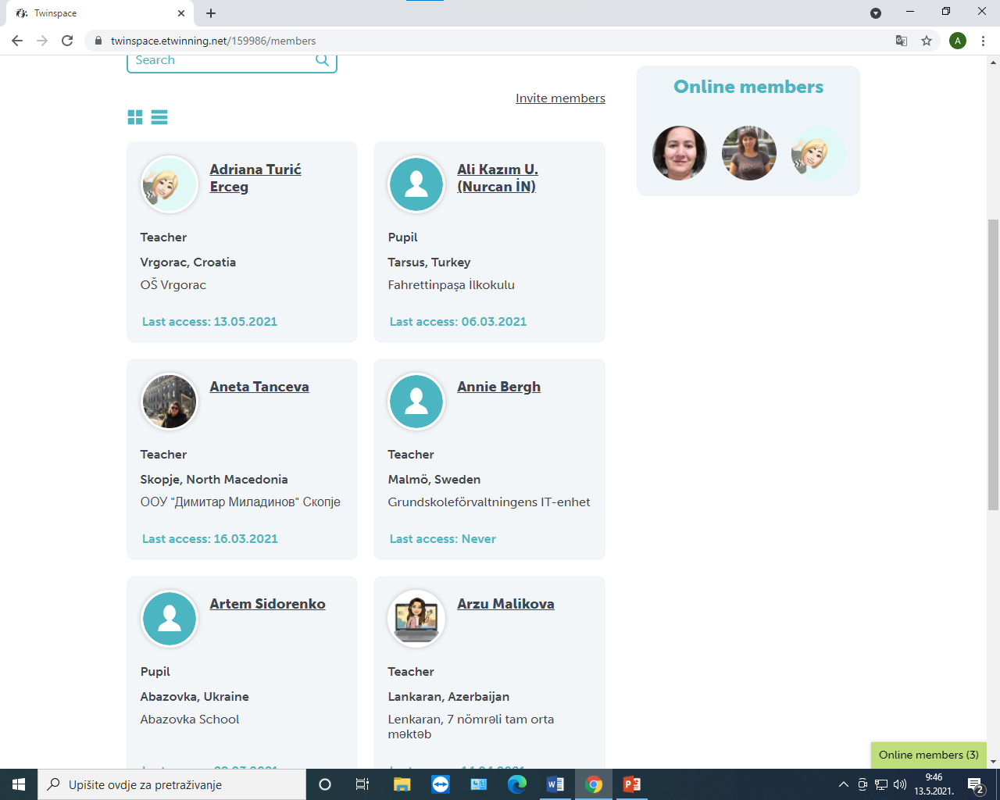 Twinspace
twinspace.etwinning.net/159986/members
A
Search
Invite members
Online members
Adriana Turić
Erceg
Teacher
Vrgorac, Croatia
OŠ Vrgorac
Last access: 13.05.2021
Ali Kazım U.
(Nurcan İN)
Pupil
Tarsus, Turkey
Fahrettinpaşa İlkokulu
Last access: 06.03.2021
Aneta Tanceva
Teacher
Skopje, North Macedonia
ООУ "Димитар Миладинов" Скопје
Last access: 16.03.2021
Annie Bergh
Teacher
Malmö, Sweden
Grundskoleförvaltningens IT-enhet
Last access: Never
Artem Sidorenko
Pupil
Abazovka, Ukraine
Abazovka School
Arzu Malikova
Teacher
Lankaran, Azerbaijan
Lenkaran, 7 nömrəli tam orta
məktəb
Online members (3)
Upišite ovdje za pretraživanje
9:46
13.5.2021.
2